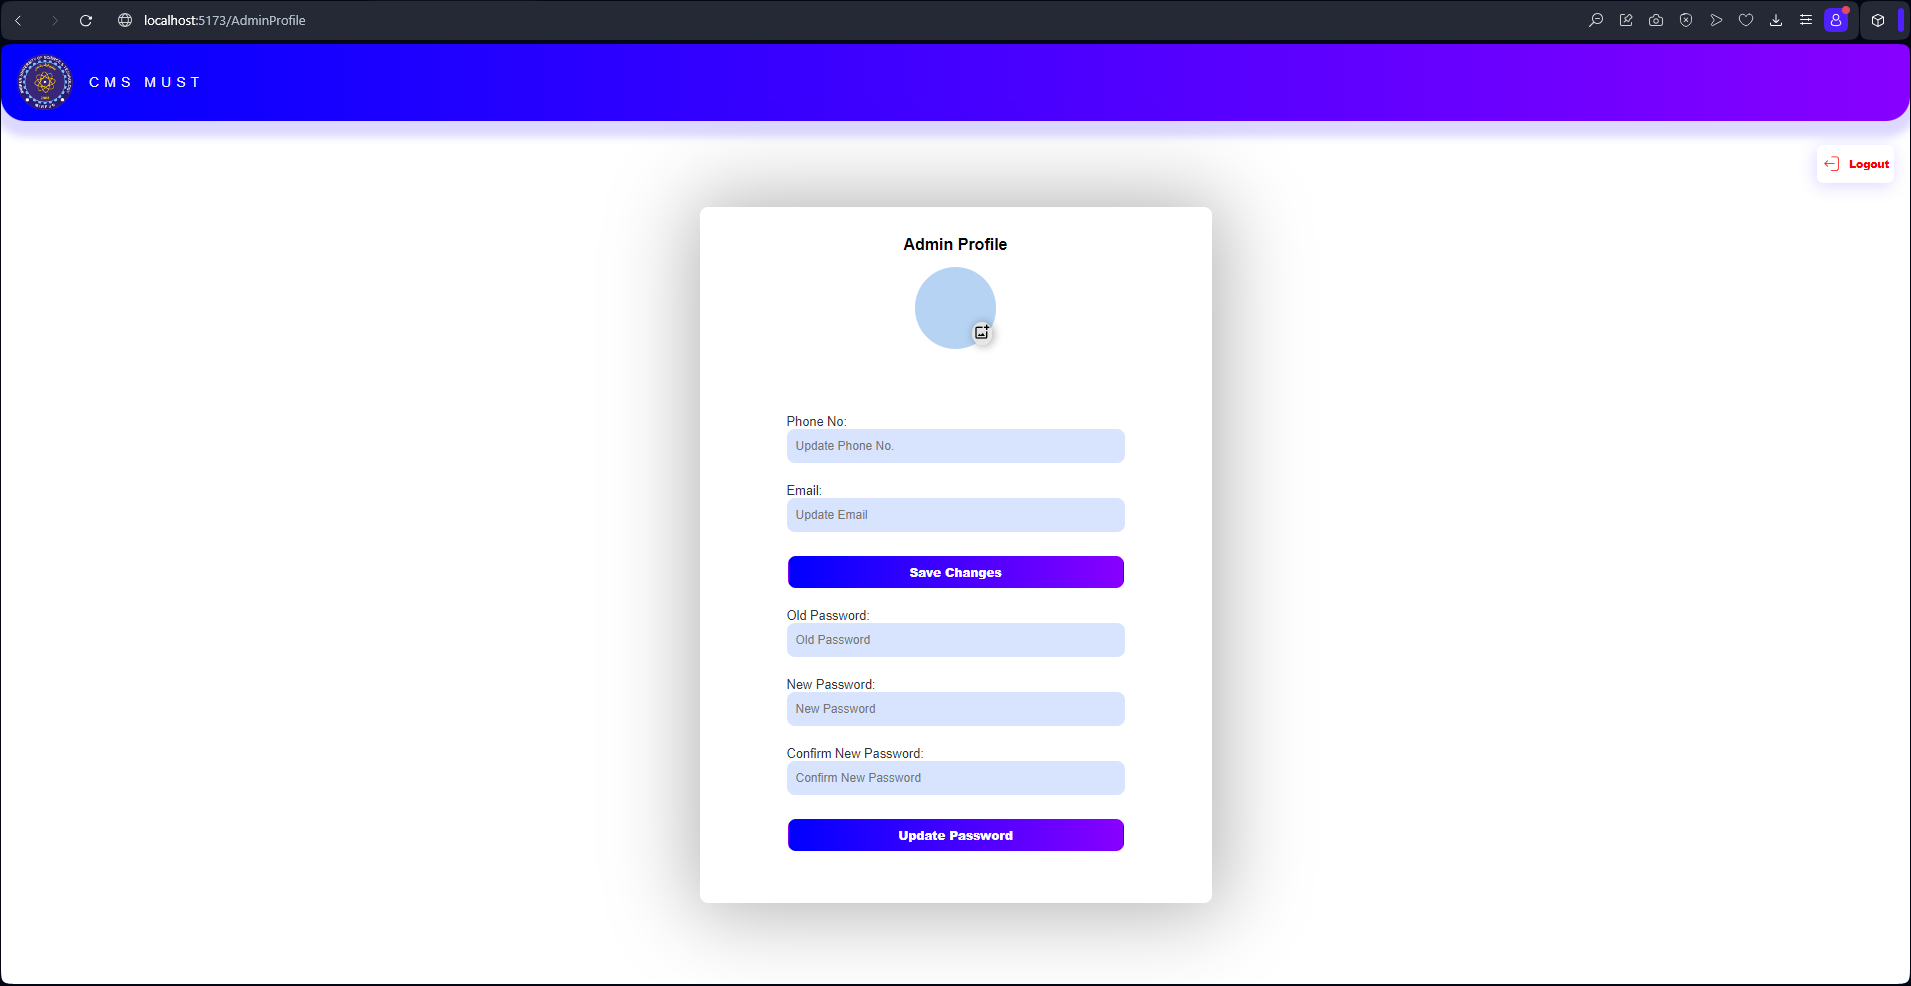 localhost:5173/AdminProfile
CMS MUST
Logout
Admin Profile
Phone No:
Update Phone No.
Email:
Update Email
Save Changes
Old Password:
Old Password
New Password:
New Password
Confirm New Password:
Confirm New Password
Update Password